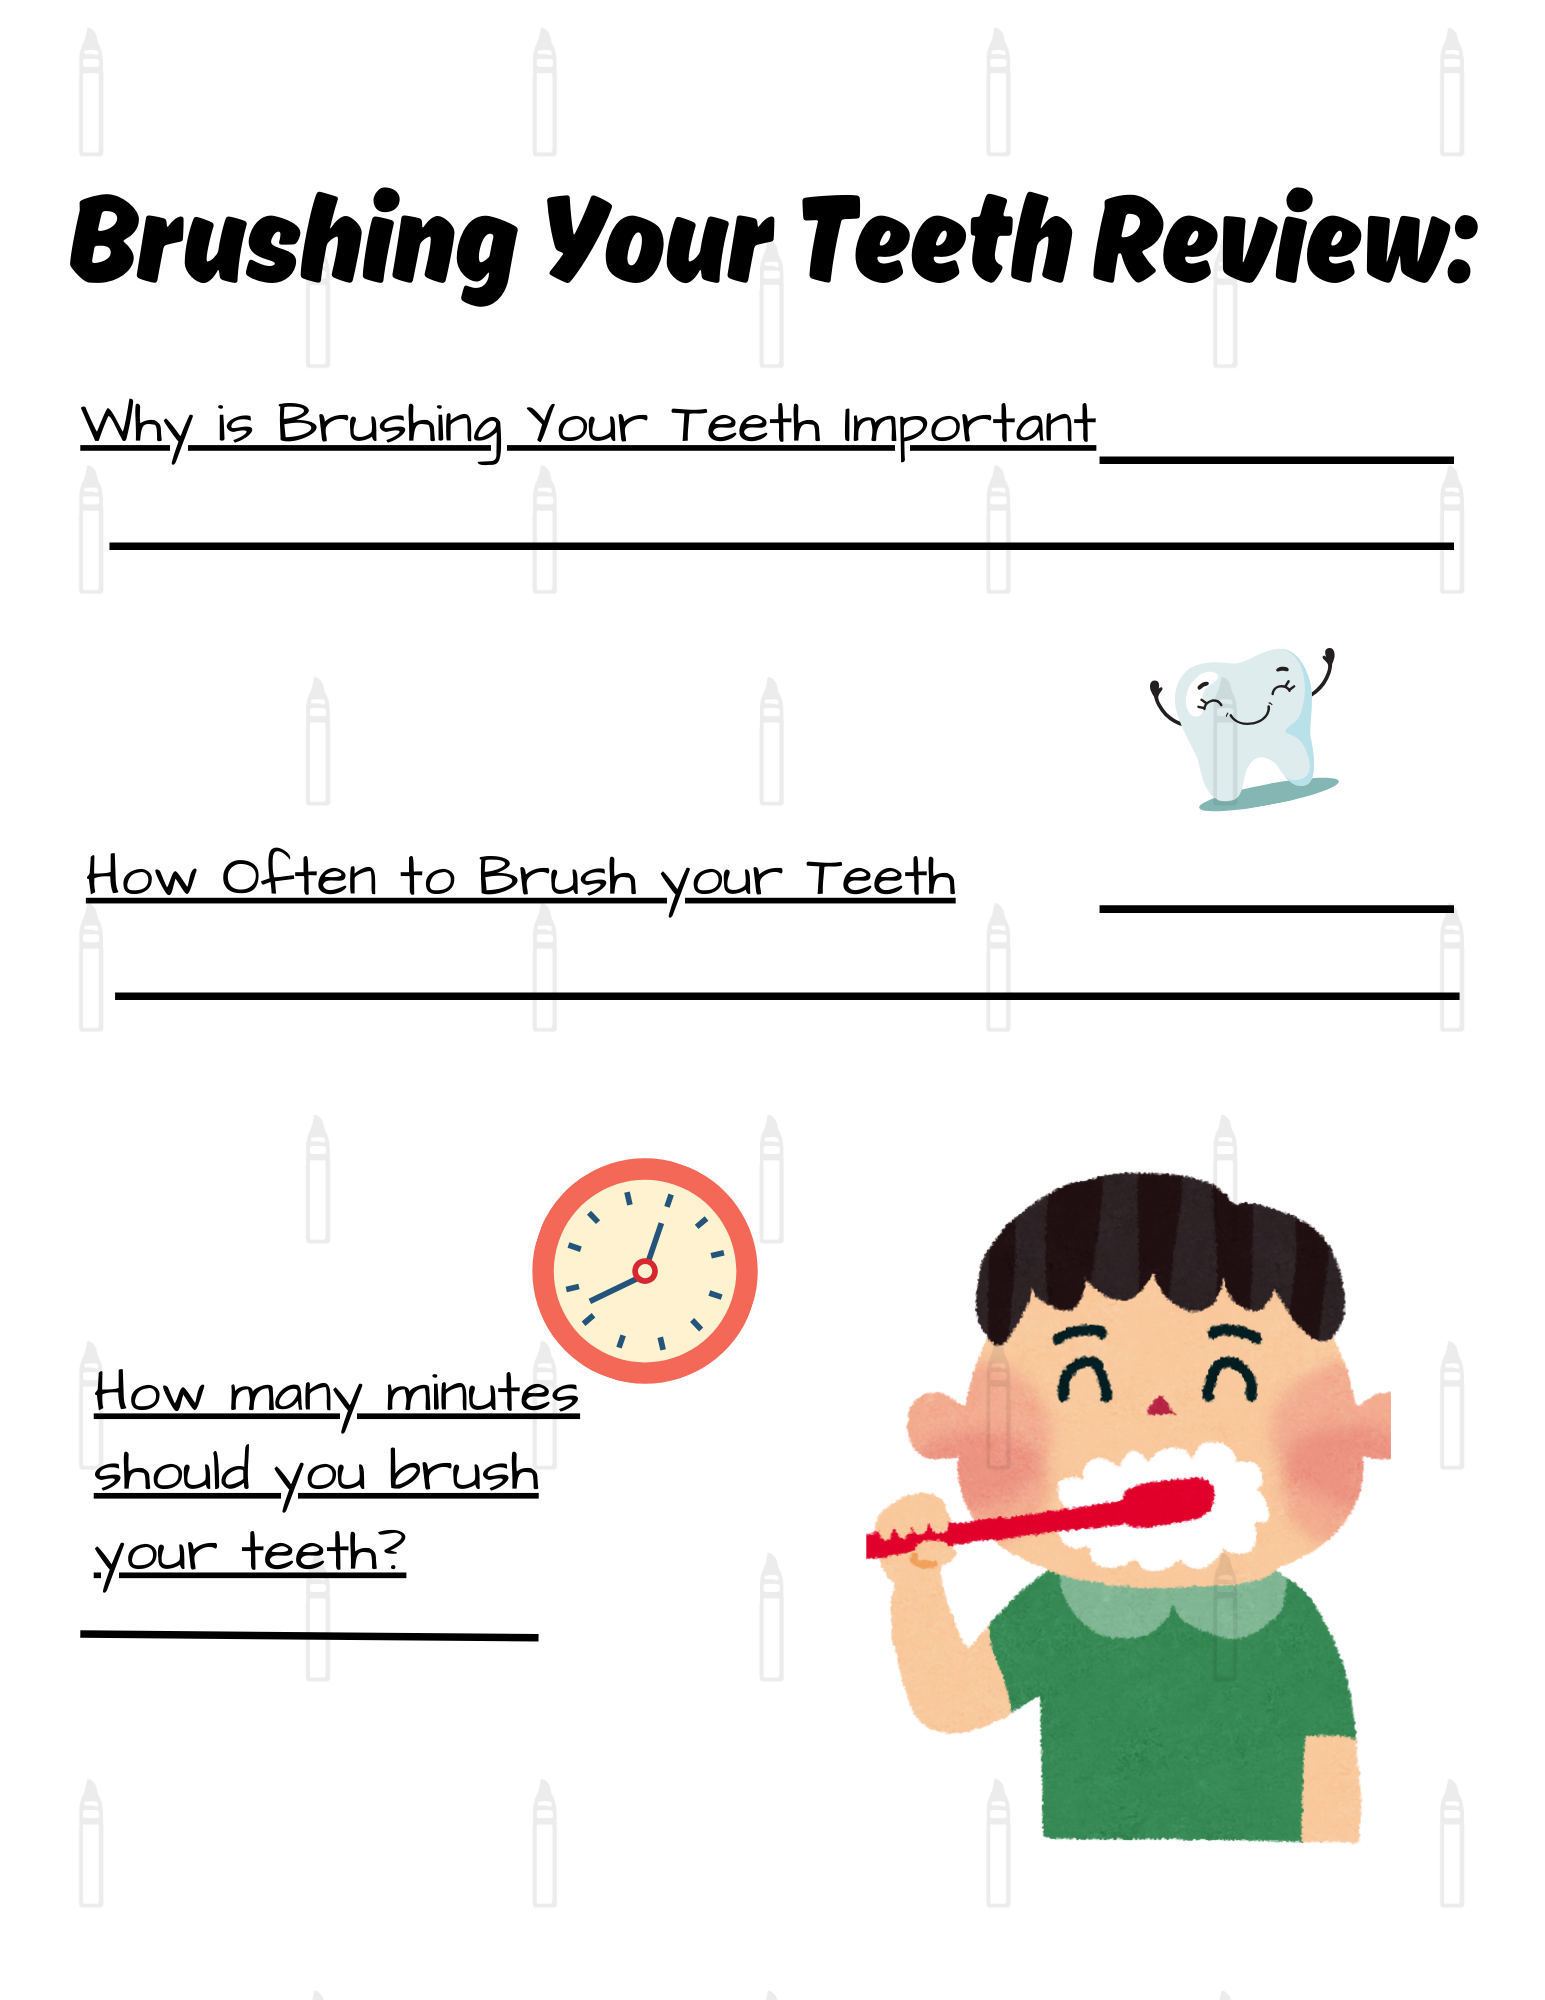 Brushing Your Teeth Review:
Why is Brushing Your Teeth Important
How Often to Brush your Teeth
How many minutes
should you brush
your teeth?